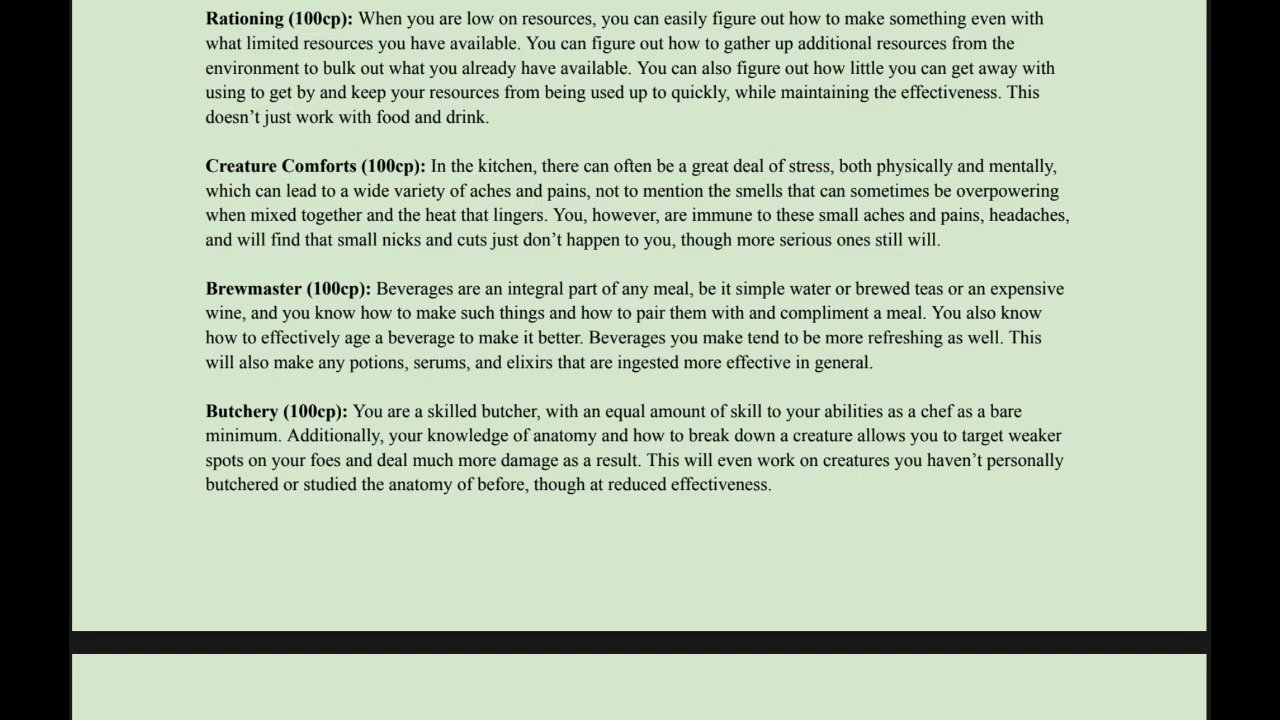 Rationing (100cp): When you are low on resources, you can easily figure out how to make something even with
what limited resources you have available. You can figure out how to gather up additional resources from the
environment to bulk out what you already have available. You can also figure out how little you can get away with
using to get by and keep your resources from being used up to quickly, while maintaining the effectiveness. This
doesn’t just work with food and drink.
Creature Comforts (100cp): In the kitchen, there can often be a great deal of stress, both physically and mentally,
which can lead to a wide variety of aches and pains, not to mention the smells that can sometimes be overpowering
when mixed together and the heat that lingers. You, however, are immune to these small aches and pains, headaches,
and will find that small nicks and cuts just don’t happen to you, though more serious ones still will.
Brewmaster (100cp): Beverages are an integral part of any meal, be it simple water or brewed teas or an expensive
wine, and you know how to make such things and how to pair them with and compliment a meal. You also know
how to effectively age a beverage to make it better. Beverages you make tend to be more refreshing as well. This
will also make any potions, serums, and elixirs that are ingested more effective in general.
Butchery (100cp): You are a skilled butcher, with an equal amount of skill to your abilities as a chef as a bare
minimum. Additionally, your knowledge of anatomy and how to break down a creature allows you to target weaker
spots on your foes and deal much more damage as a result. This will even work on creatures you haven’t personally
butchered or studied the anatomy of before, though at reduced effectiveness.